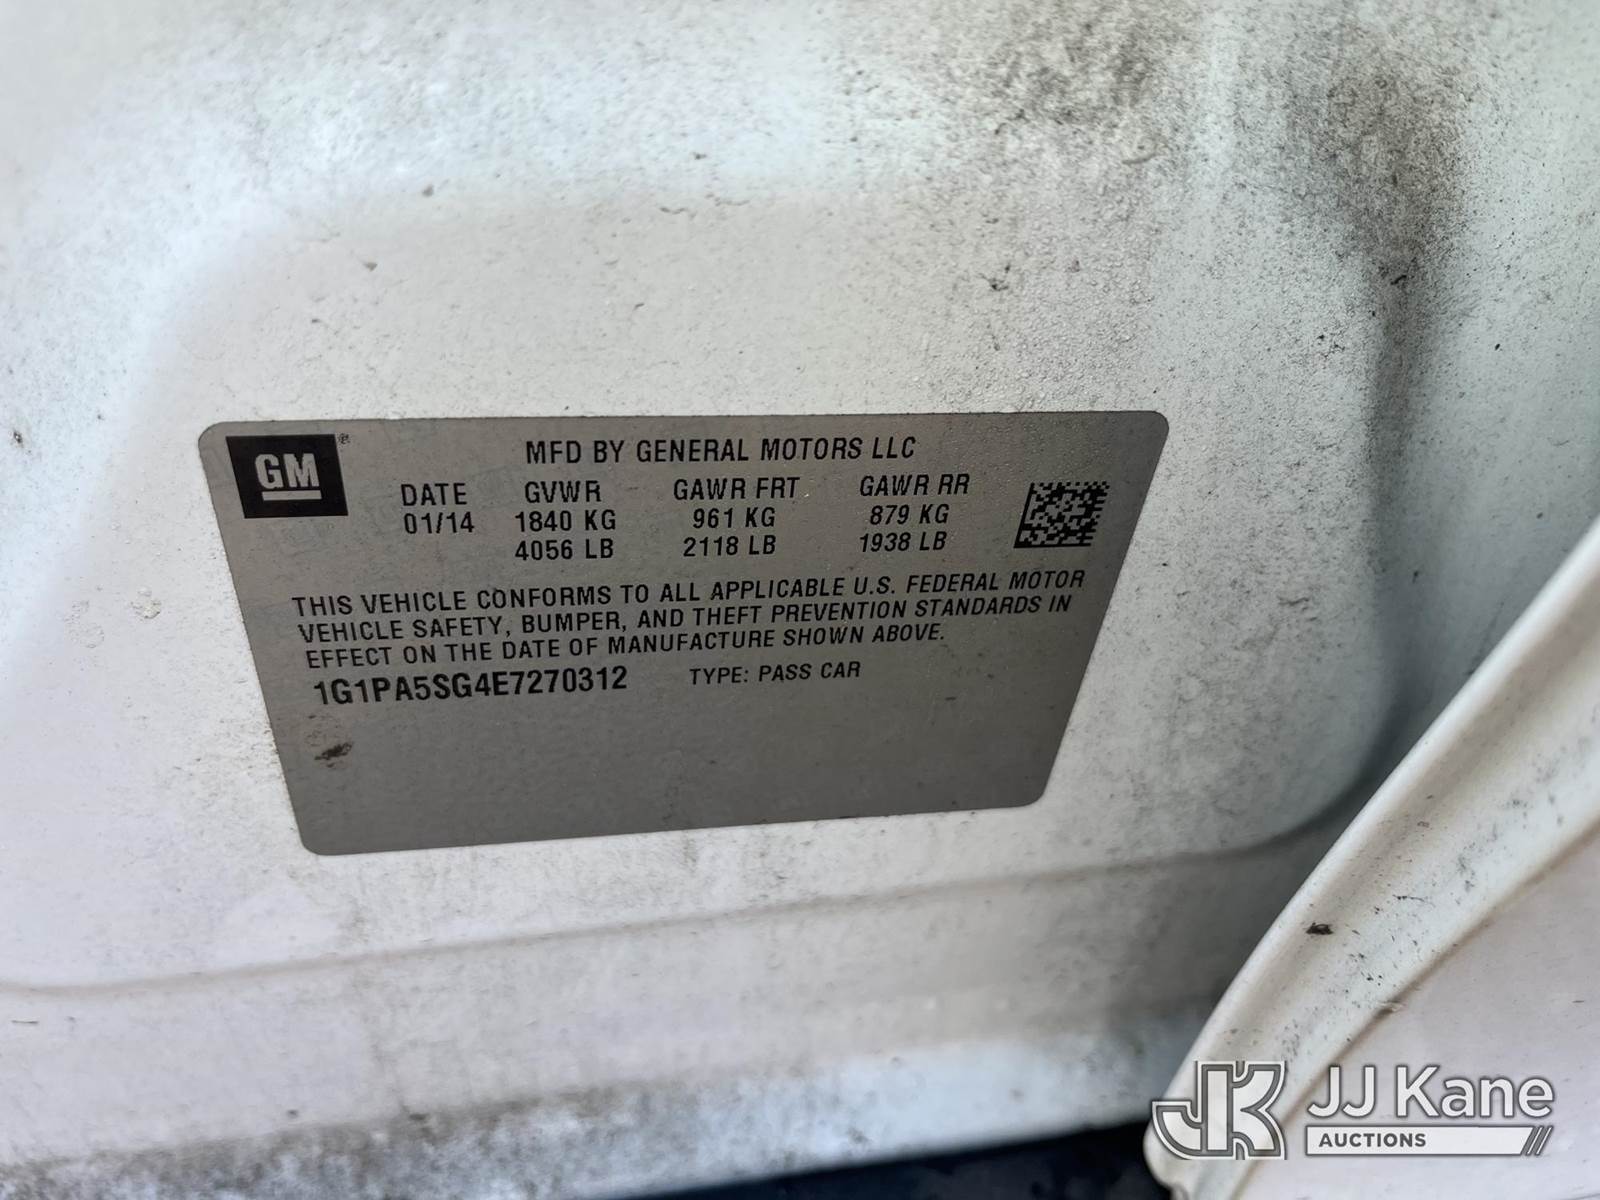 GM®
MFD BY GENERAL MOTORS LLC
DATE GVWR GAWR FRT GAWR RR
01/14 1840 KG 961 KG 879 KG
4056 LB 2118 LB 1938 LB
THIS VEHICLE CONFORMS TO ALL APPLICABLE U.S. FEDERAL MOTOR
VEHICLE SAFETY, BUMPER, AND THEFT PREVENTION STANDARDS IN
EFFECT ON THE DATE OF MANUFACTURE SHOWN ABOVE.
1G1PA5SG4E7270312 TYPE: PASS CAR
JK JJ Kane
AUCTIONS